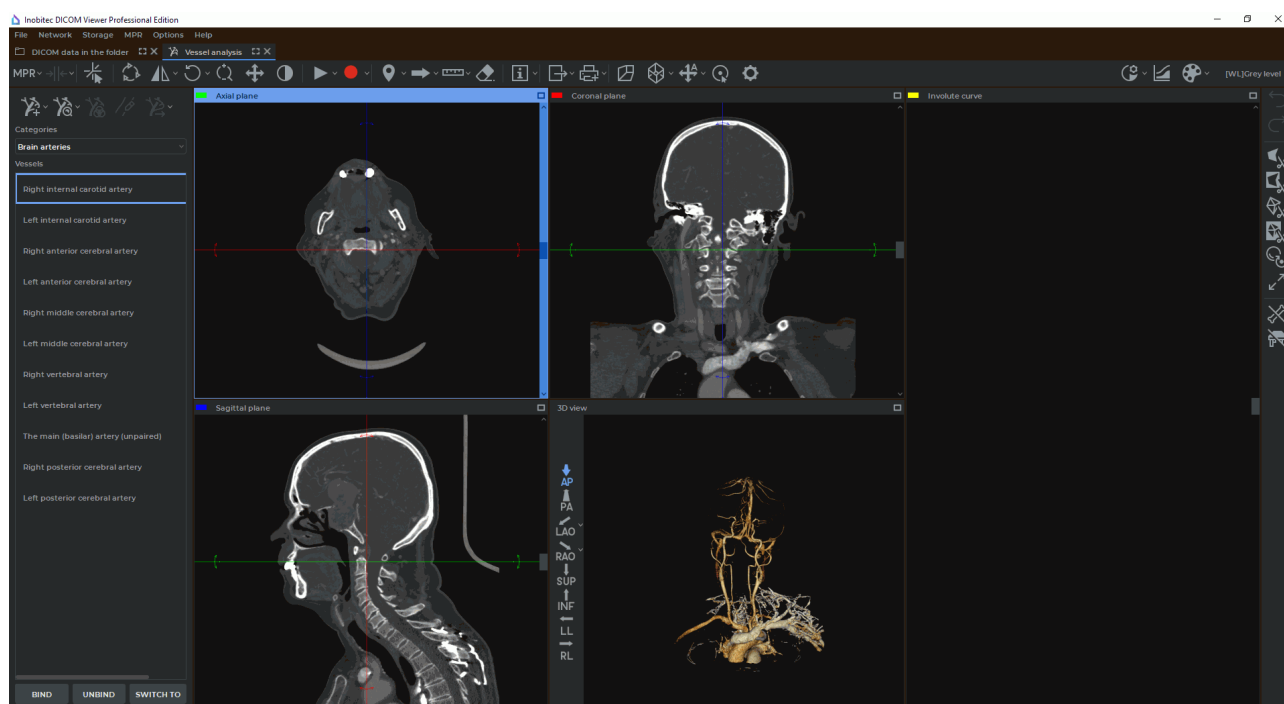 Inobitec DICOM Viewer Professional Edition
File Network Storage MPR Options Help
DICOM data in the folder Vessel analysis
MPR [WL]Grey level
Categories
Brain arteries
Vessels
Right internal carotid artery
Left internal carotid artery
Right anterior cerebral artery
Left anterior cerebral artery
Right middle cerebral artery
Left middle cerebral artery
Right vertebral artery
Left vertebral artery
The main (basilar) artery (unpaired)
Right posterior cerebral artery
Left posterior cerebral artery
BIND UNBIND SWITCH TO
Axial plane
Coronal plane
Involute curve
Sagittal plane
3D view
AP
PA
LAO
RAO
SUP
INF
LL
RL